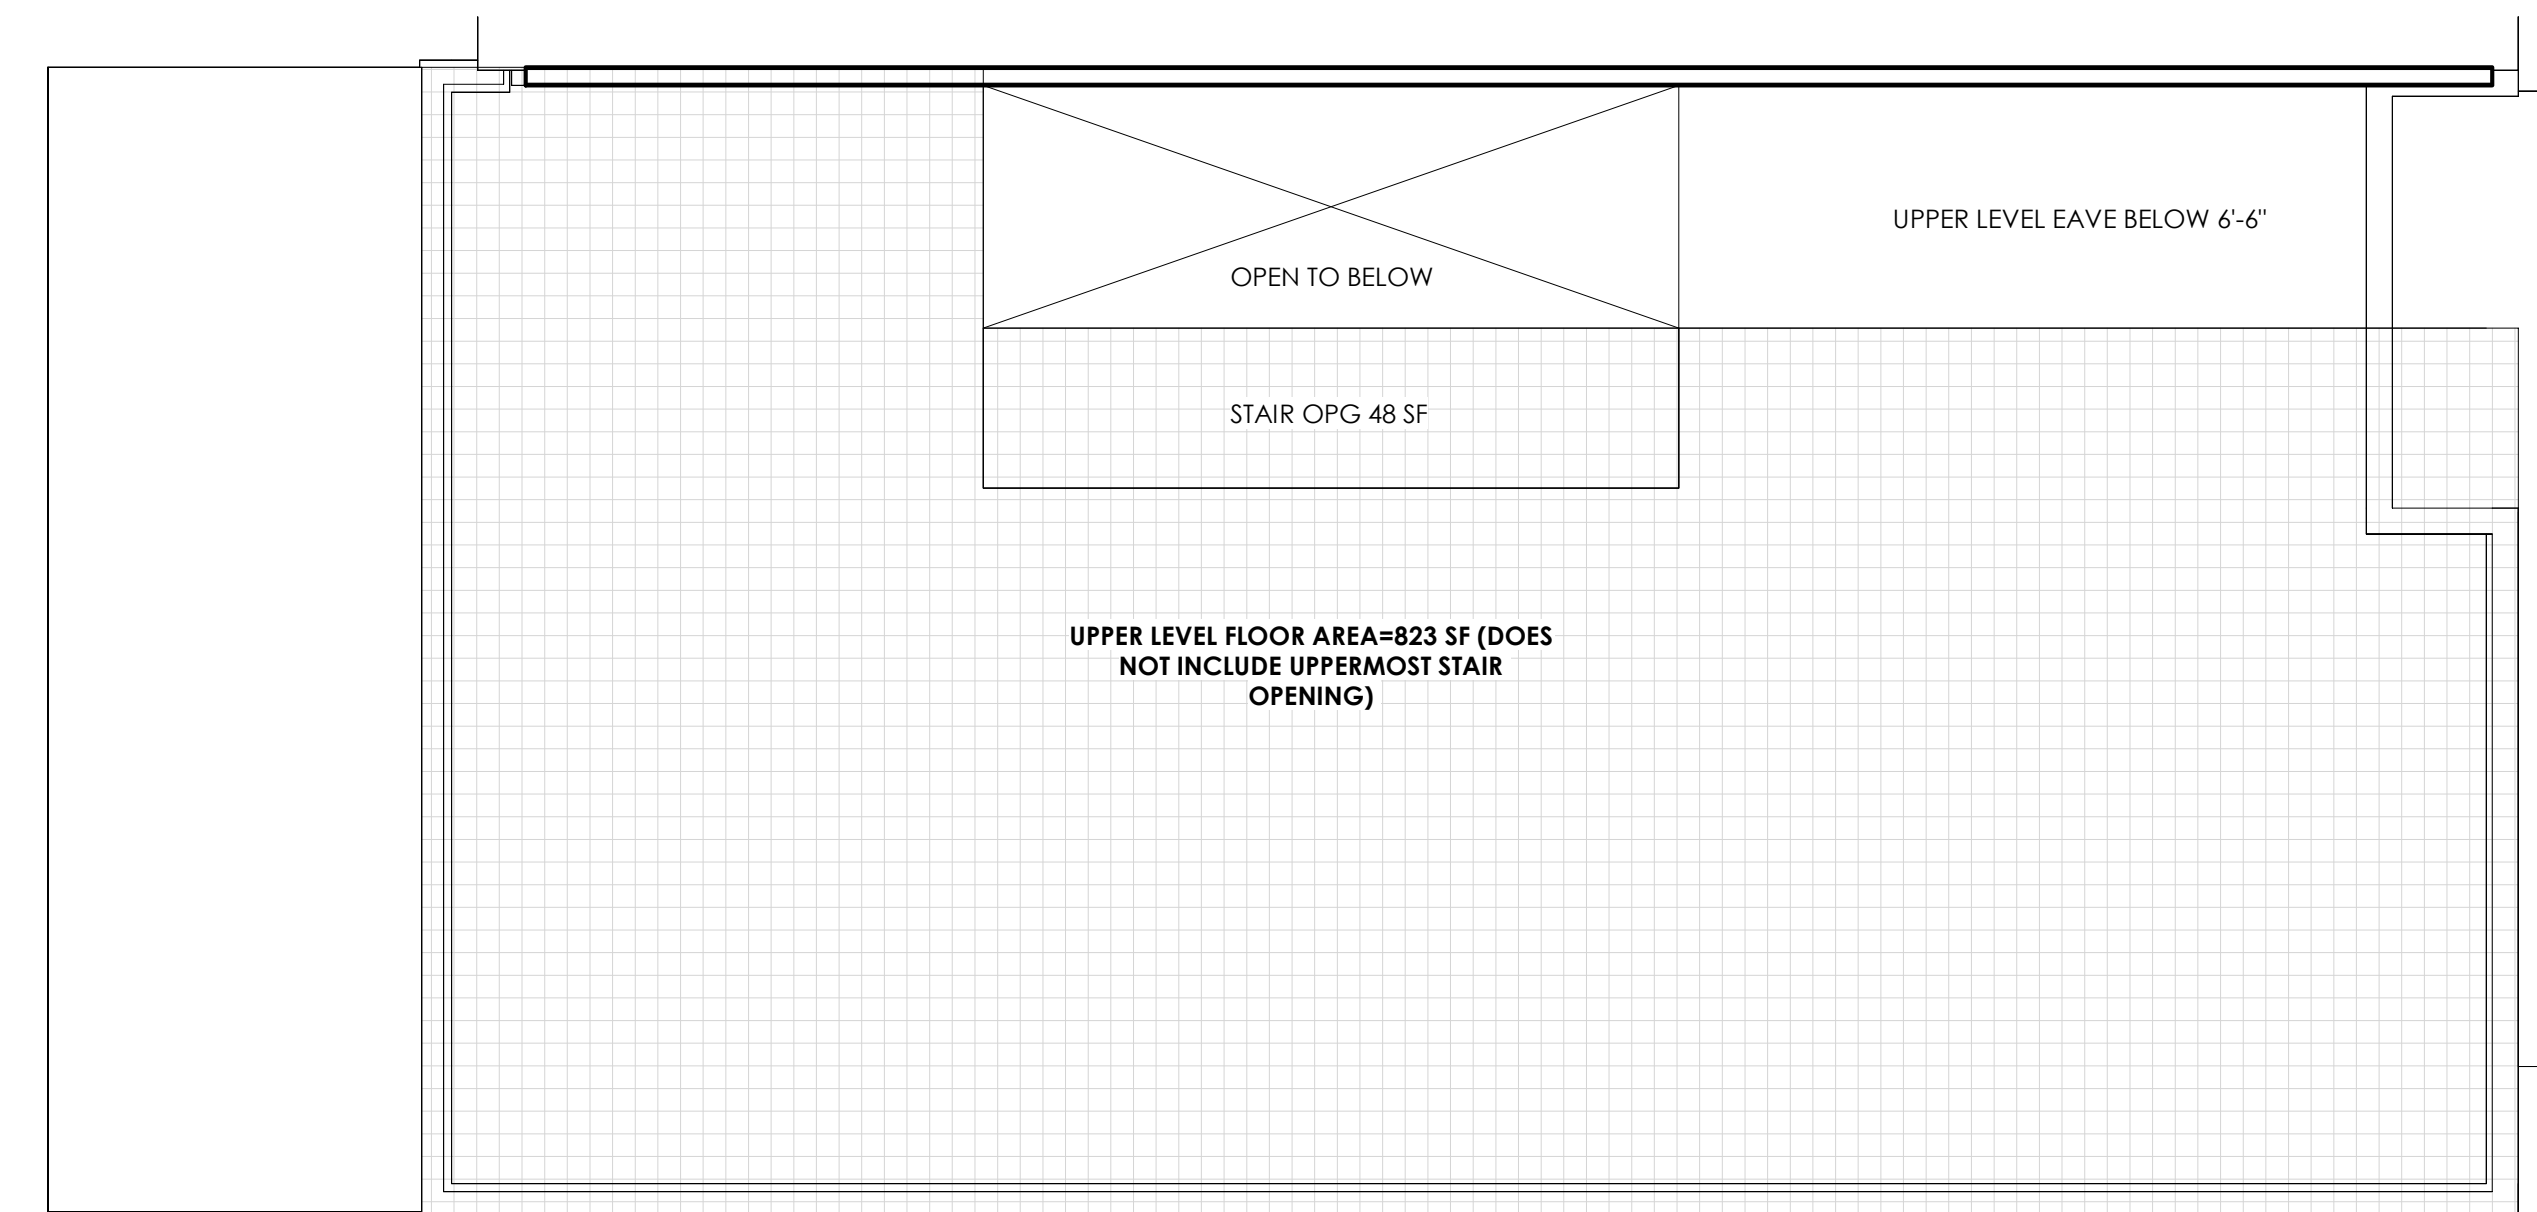 UPPER LEVEL EAVE BELOW 6'-6"
OPEN TO BELOW
STAIR OPG 48 SF
UPPER LEVEL FLOOR AREA=823 SF (DOES
NOT INCLUDE UPPERMOST STAIR
OPENING)